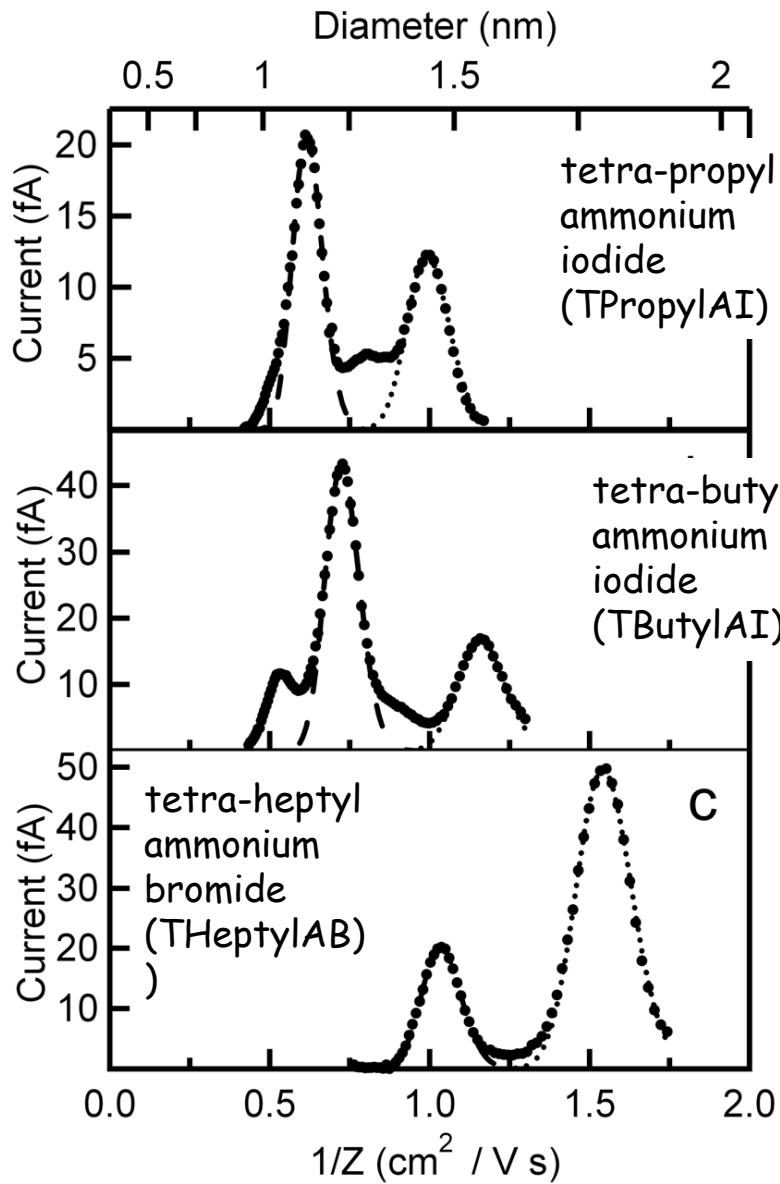 Diameter (nm)
0.5 1 1.5 2
20
15
10
5
Current (fA)
tetra-propyl
ammonium
iodide
(TPropylAI)
40
30
20
10
Current (fA)
tetra-buty
ammonium
iodide
(TButylAI)
50
40
30
20
10
Current (fA)
tetra-heptyl
ammonium
bromide
(THeptylAB)
)
c
0.0 0.5 1.0 1.5 2.0
1/Z (cm² / V s)